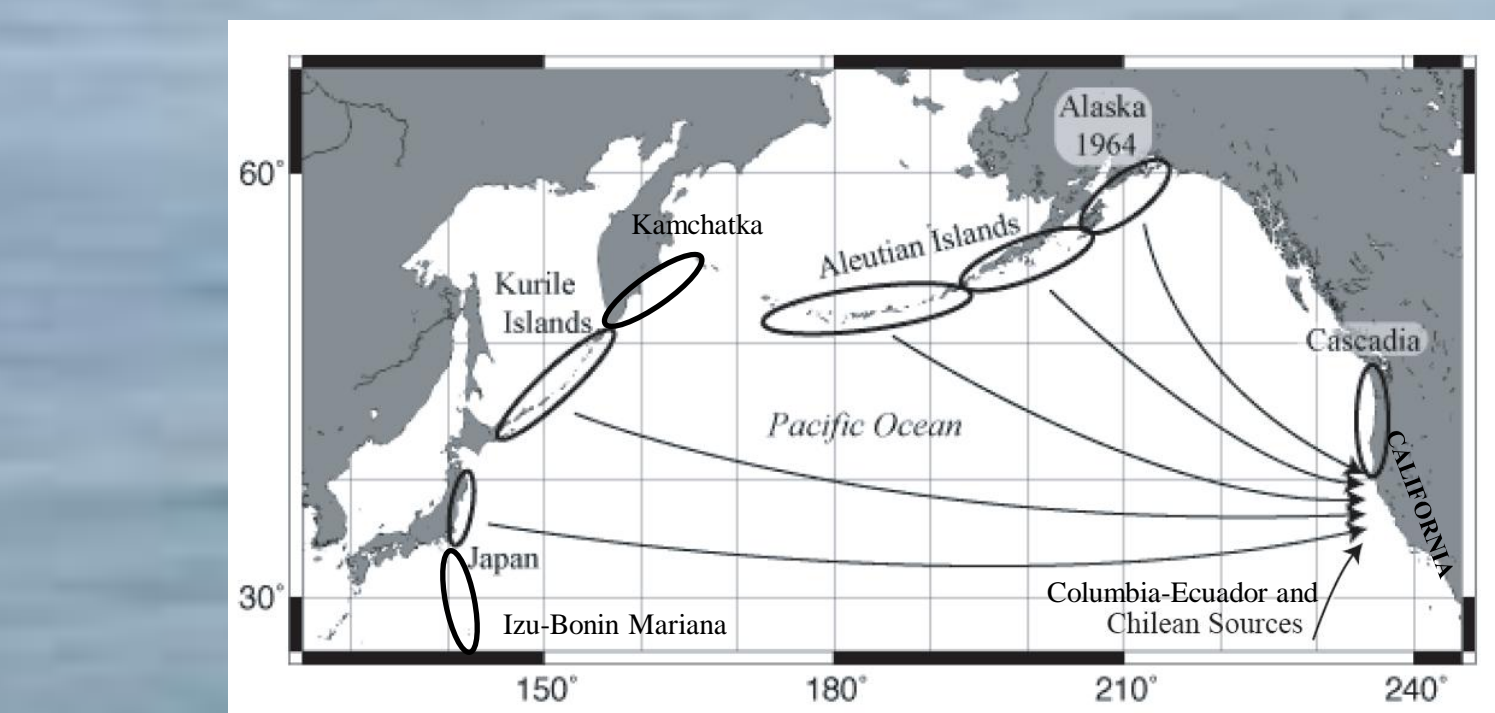 Alaska
1964
60°
Kamchatka
Aleutian Islands
Kurile
Islands
Cascadia
Pacific Ocean
CALIFORNIA
Japan
30°
Columbia-Ecuador and
Izu-Bonin Mariana
Chilean Sources
150°
180°
210°
240°